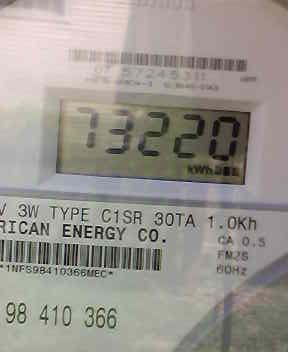 73220
kWh
V 3W TYPE C1SR 30TA 1.0Kh
RICAN ENERGY CO.
CA 0.5
FM2S
60Hz
*1NFS98410366MEC*
98 410 366